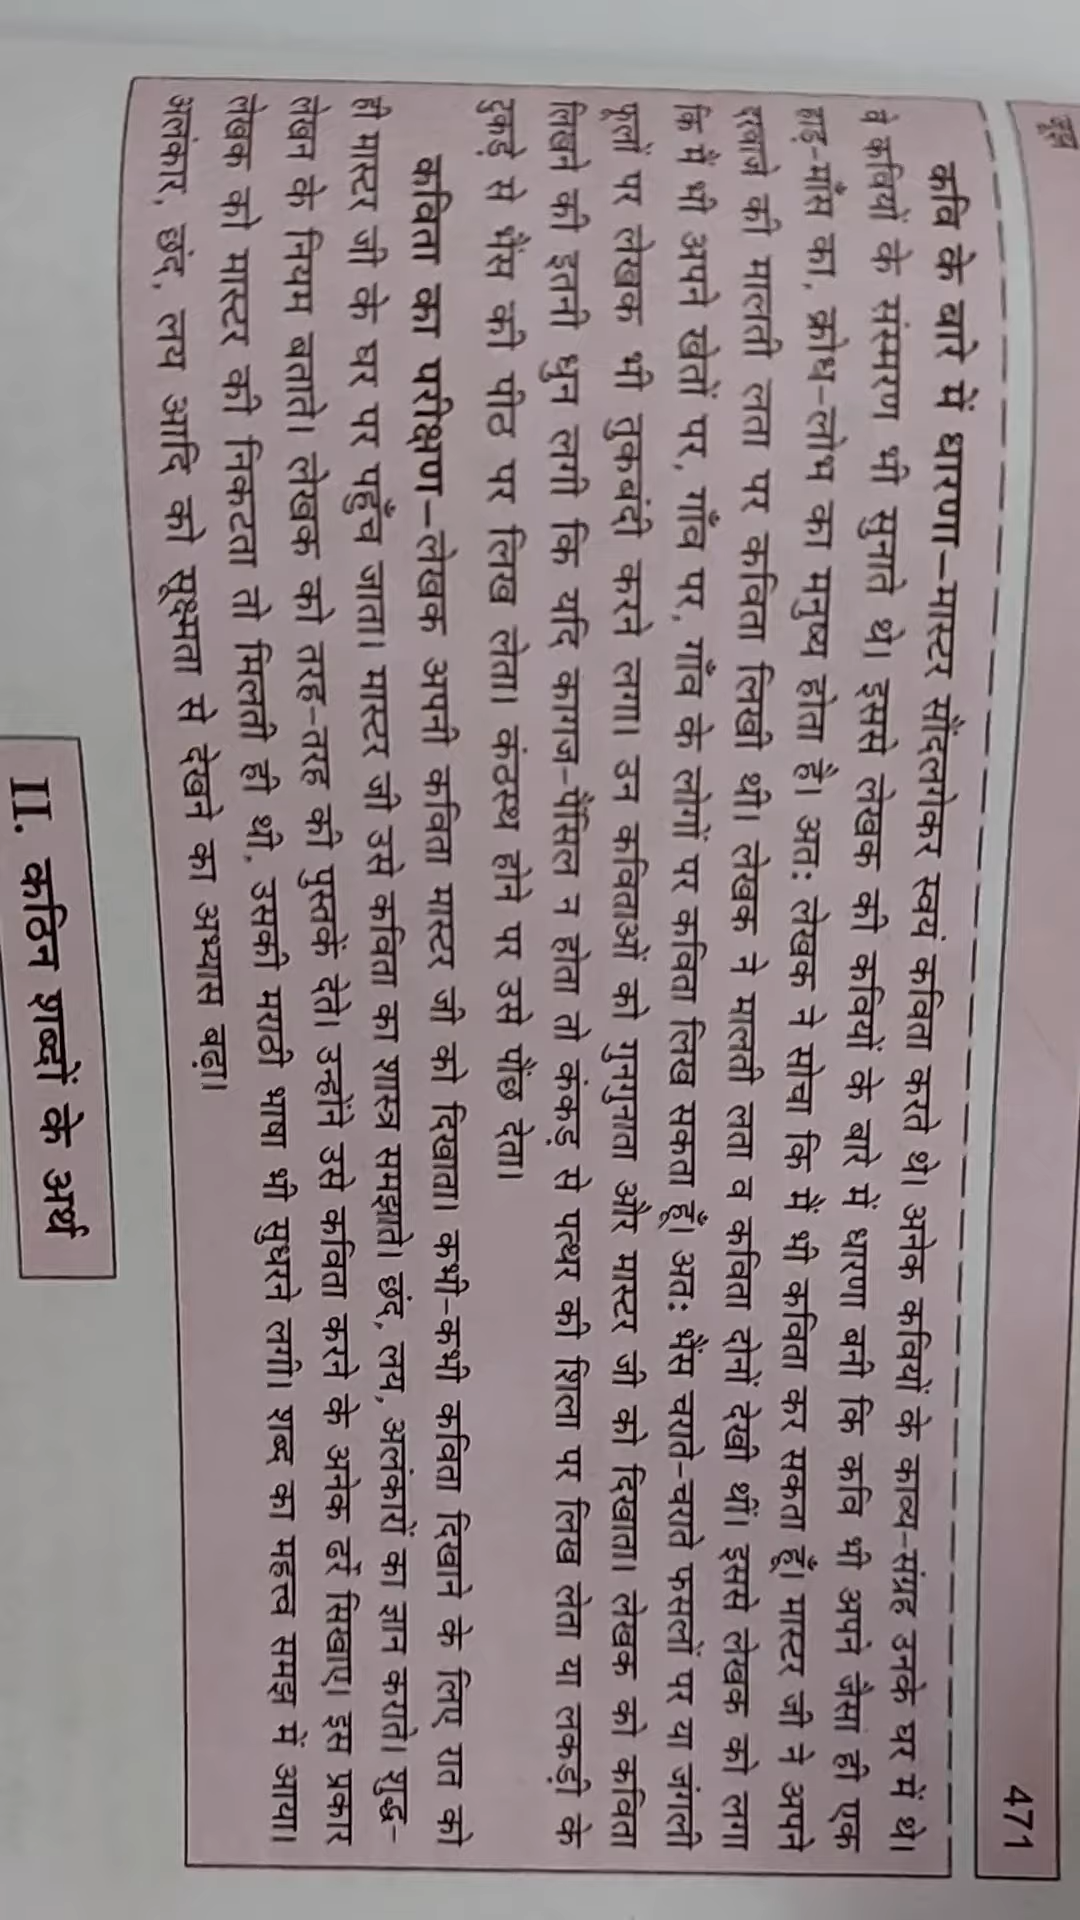 जूझ
471
कवि के बारे में धारणा—मास्टर सौंदलगेकर स्वयं कविता करते थे। अनेक कवियों के काव्य-संग्रह उनके घर में थे।
वे कवियों के संस्मरण भी सुनाते थे। इससे लेखक की कवियों के बारे में धारणा बनी कि कवि भी अपने जैसा ही एक
हाड़-माँस का, क्रोध-लोभ का मनुष्य होता है। अतः लेखक ने सोचा कि मैं भी कविता कर सकता हूँ। मास्टर जी ने अपने
दरवाजे की मालती लता पर कविता लिखी थी। लेखक ने मालती लता व कविता दोनों देखी थीं। इससे लेखक को लगा
कि मैं भी अपने खेतों पर, गाँव पर, गाँव के लोगों पर कविता लिख सकता हूँ। अतः भैंस चराते-चराते फसलों पर या जंगली
फूलों पर लेखक भी तुकबंदी करने लगा। उन कविताओं को गुनगुनाता और मास्टर जी को दिखाता। लेखक को कविता
लिखने की इतनी धुन लगी कि यदि कागज-पैंसिल न होता तो कंकड़ से पत्थर की शिला पर लिख लेता या लकड़ी के
टुकड़े से भैंस की पीठ पर लिख लेता। कंठस्थ होने पर उसे पोंछ देता।
कविता का परीक्षण—लेखक अपनी कविता मास्टर जी को दिखाता। कभी-कभी कविता दिखाने के लिए रात को
ही मास्टर जी के घर पर पहुँच जाता। मास्टर जी उसे कविता का शास्त्र समझाते। छंद, लय, अलंकारों का ज्ञान कराते। शुद्ध-
लेखन के नियम बताते। लेखक को तरह-तरह की पुस्तकें देते। उन्होंने उसे कविता करने के अनेक ढर्रे सिखाए। इस प्रकार
लेखक को मास्टर की निकटता तो मिलती ही थी, उसकी मराठी भाषा भी सुधरने लगी। शब्द का महत्त्व समझ में आया।
अलंकार, छंद, लय आदि को सूक्ष्मता से देखने का अभ्यास बढ़ा।
II. कठिन शब्दों के अर्थ